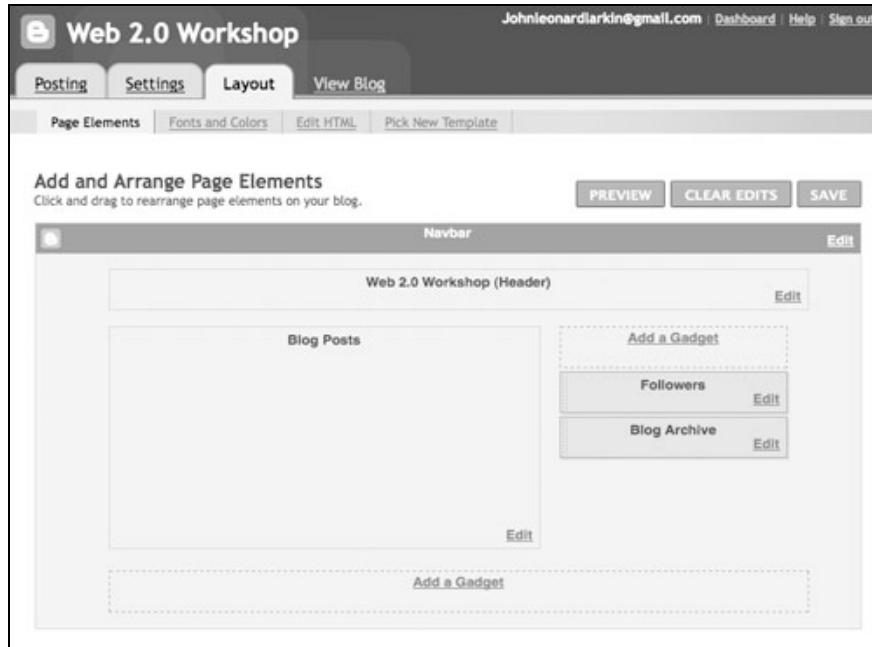 Web 2.0 Workshop
Johnleonardlarkin@gmail.com | Dashboard | Help | Sign out
Posting Settings Layout View Blog
Page Elements Fonts and Colors Edit HTML Pick New Template
Add and Arrange Page Elements
Click and drag to rearrange page elements on your blog.
PREVIEW CLEAR EDITS SAVE
Navbar
Edit
Web 2.0 Workshop (Header)
Edit
Blog Posts
Edit
Add a Gadget
Followers
Edit
Blog Archive
Edit
Add a Gadget